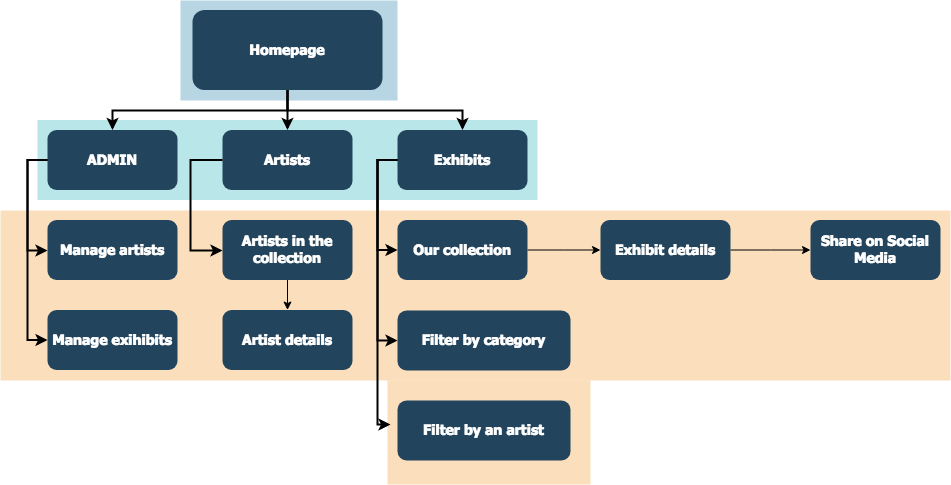 Homepage
ADMIN
Artists
Exhibits
Manage artists
Artists in the
collection
Our collection
Exhibit details
Share on Social
Media
Manage exihibits
Artist details
Filter by category
Filter by an artist